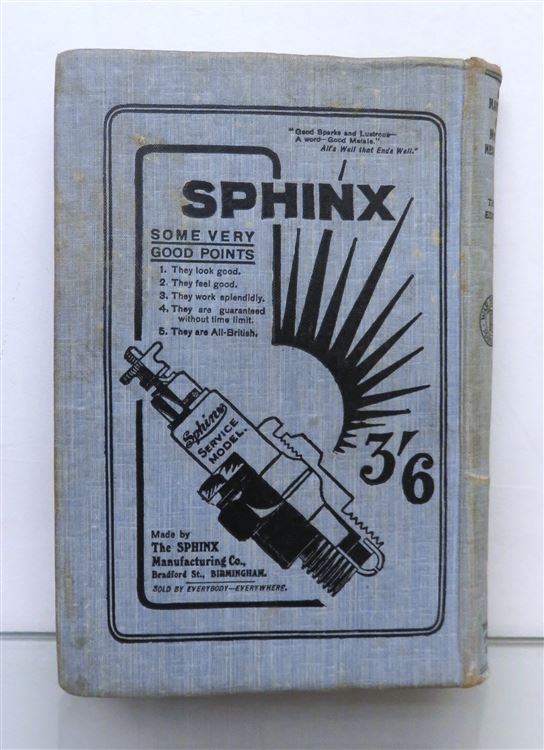 "Good Sparks and Lustrous—
A word—Good Metals."
All's Well that Ends Well."
SPHINX
SOME VERY
GOOD POINTS
1. They look good.
2. They feel good.
3. They work splendidly.
4. They are guaranteed
without time limit.
5. They are All-British.
Sphinx
SERVICE
MODEL.
3'6
Made by
The SPHINX
Manufacturing Co.,
Bradford St., BIRMINGHAM.
SOLD BY EVERYBODY—EVERYWHERE.